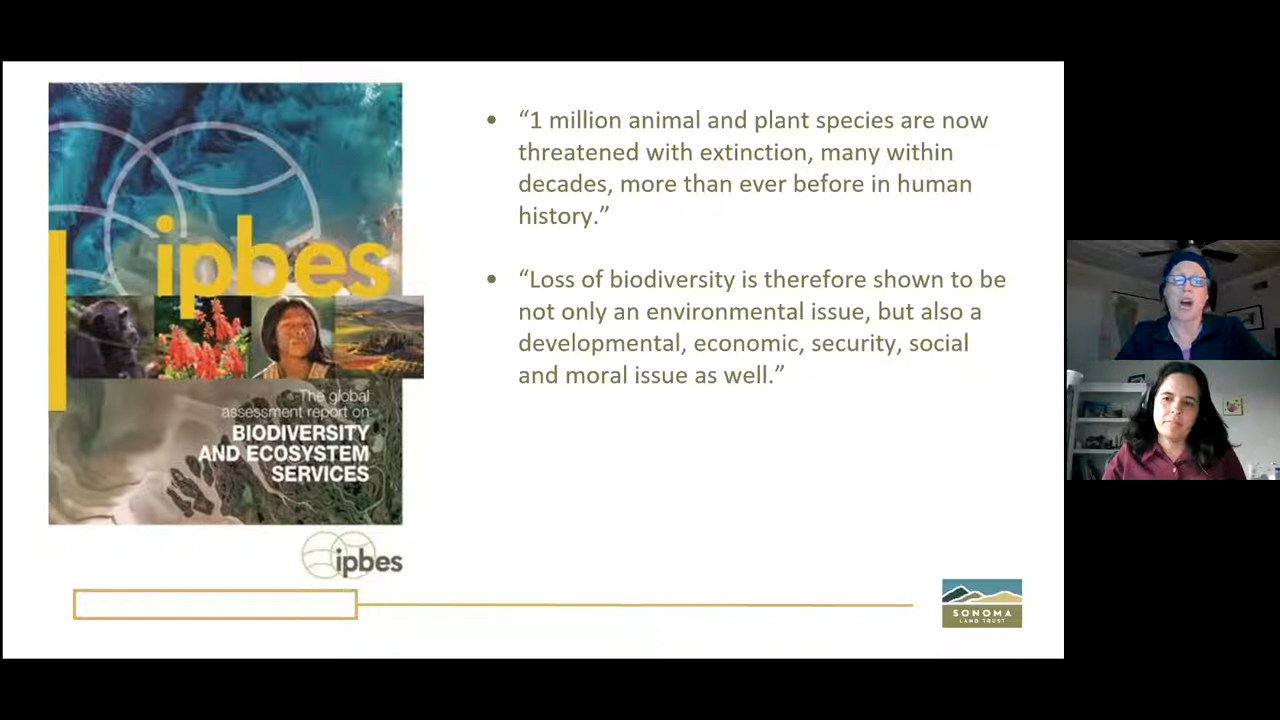 ipbes
The global
assessment report on
BIODIVERSITY
AND ECOSYSTEM
SERVICES
ipbes
• “1 million animal and plant species are now
threatened with extinction, many within
decades, more than ever before in human
history.”
• “Loss of biodiversity is therefore shown to be
not only an environmental issue, but also a
developmental, economic, security, social
and moral issue as well.”
SONOMA
LAND TRUST